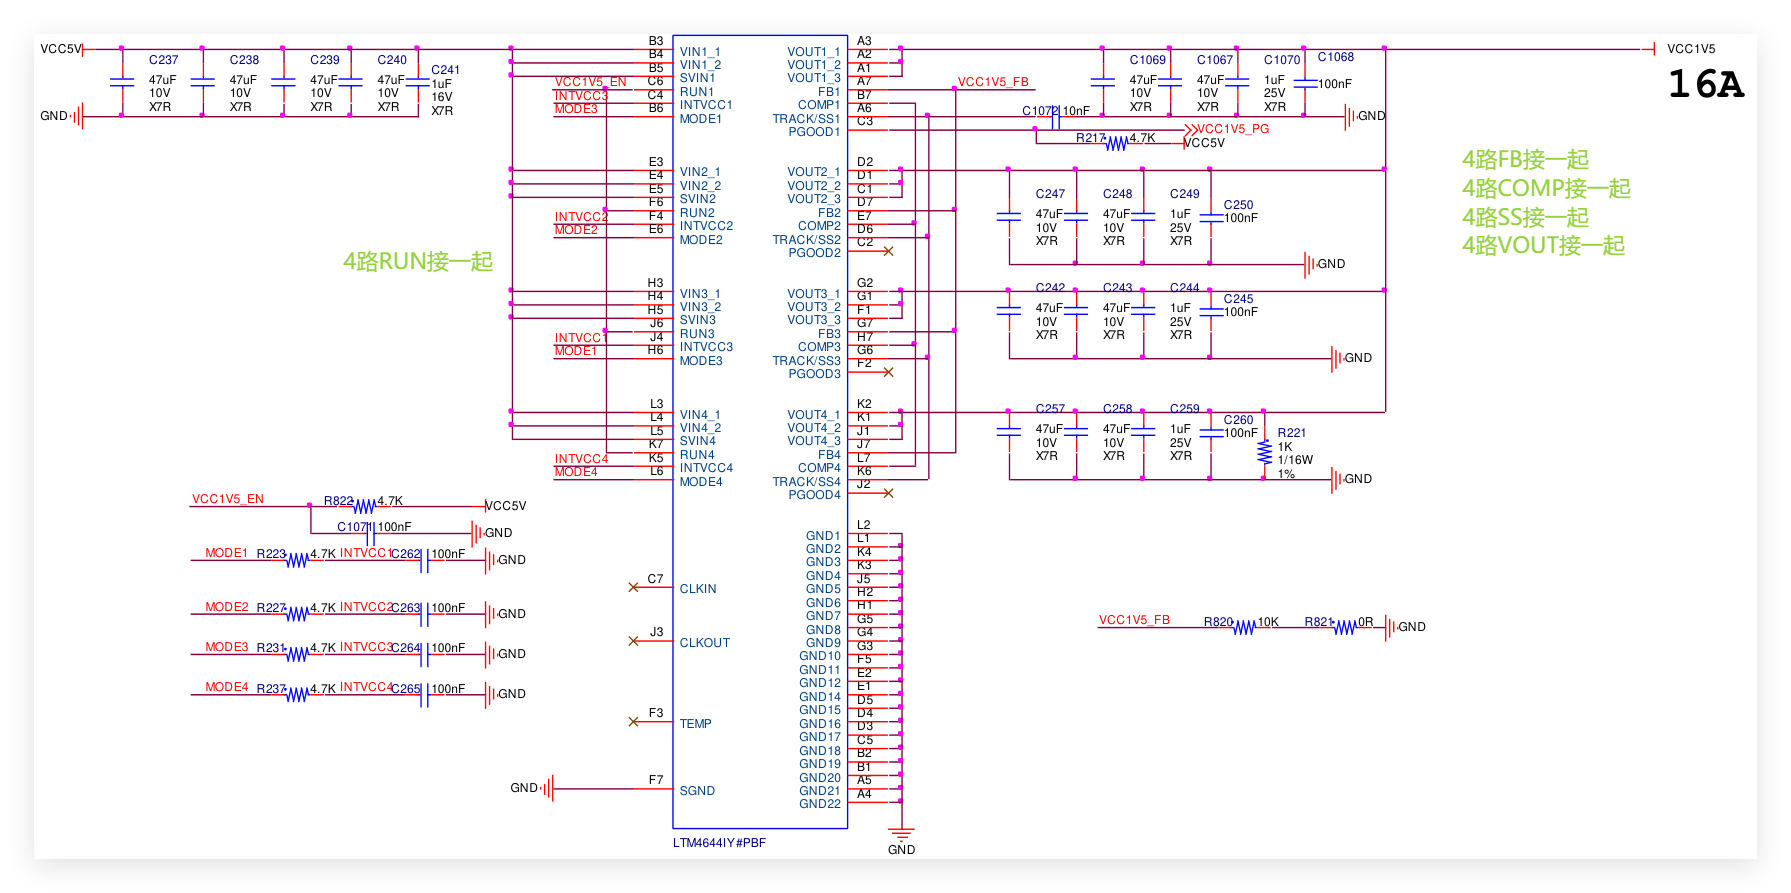 VCC5V
C237
47uF
10V
X7R
C238
47uF
10V
X7R
C239
47uF
10V
X7R
C240
47uF
10V
X7R
C241
1uF
16V
X7R
GND
4路RUN接一起
VCC1V5_EN
INTVCC3
MODE3
INTVCC2
MODE2
INTVCC1
MODE1
INTVCC4
MODE4
B3 VIN1_1
B4 VIN1_2
B5 SVIN1
C6 RUN1
C4 INTVCC1
B6 MODE1
E3 VIN2_1
E4 VIN2_2
E5 SVIN2
F6 RUN2
F4 INTVCC2
E6 MODE2
H3 VIN3_1
H4 VIN3_2
H5 SVIN3
J6 RUN3
J4 INTVCC3
H6 MODE3
L3 VIN4_1
L4 VIN4_2
L5 SVIN4
K7 RUN4
K5 INTVCC4
L6 MODE4
C7 CLKIN
J3 CLKOUT
F3 TEMP
GND F7 SGND
VOUT1_1 A3
VOUT1_2 A2
VOUT1_3 A1
FB1 A7
COMP1 B7
TRACK/SS1 A6
PGOOD1 C3
VOUT2_1 D2
VOUT2_2 D1
VOUT2_3 C1
FB2 D7
COMP2 E7
TRACK/SS2 D6
PGOOD2 C2
VOUT3_1 G2
VOUT3_2 G1
VOUT3_3 F1
FB3 G7
COMP3 H7
TRACK/SS3 G6
PGOOD3 F2
VOUT4_1 K2
VOUT4_2 K1
VOUT4_3 J1
FB4 J7
COMP4 L7
TRACK/SS4 K6
PGOOD4 J2
GND1 L2
GND2 L1
GND3 K4
GND4 K3
GND5 J5
GND6 H2
GND7 H1
GND8 G5
GND9 G4
GND10 G3
GND11 F5
GND12 E2
GND14 E1
GND15 D5
GND16 D4
GND17 D3
GND18 C5
GND19 B2
GND20 B1
GND21 A5
GND22 A4
GND
LTM4644IY#PBF
VCC1V5_FB
C1072 10nF
R217 4.7K
VCC1V5_PG
VCC5V
C1069
47uF
10V
X7R
C1067
47uF
10V
X7R
C1070
1uF
25V
X7R
C1068
100nF
GND
VCC1V5
16A
4路FB接一起
4路COMP接一起
4路SS接一起
4路VOUT接一起
C247
47uF
10V
X7R
C248
47uF
10V
X7R
C249
1uF
25V
X7R
C250
100nF
GND
C242
47uF
10V
X7R
C243
47uF
10V
X7R
C244
1uF
25V
X7R
C245
100nF
GND
C257
47uF
10V
X7R
C258
47uF
10V
X7R
C259
1uF
25V
X7R
C260
100nF
R221
1K
1/16W
1%
GND
VCC1V5_EN R822 4.7K VCC5V
C1071 100nF GND
MODE1 R223 4.7K INTVCC1 C262 100nF GND
MODE2 R227 4.7K INTVCC2 C263 100nF GND
MODE3 R231 4.7K INTVCC3 C264 100nF GND
MODE4 R237 4.7K INTVCC4 C265 100nF GND
VCC1V5_FB R820 10K R821 0R GND